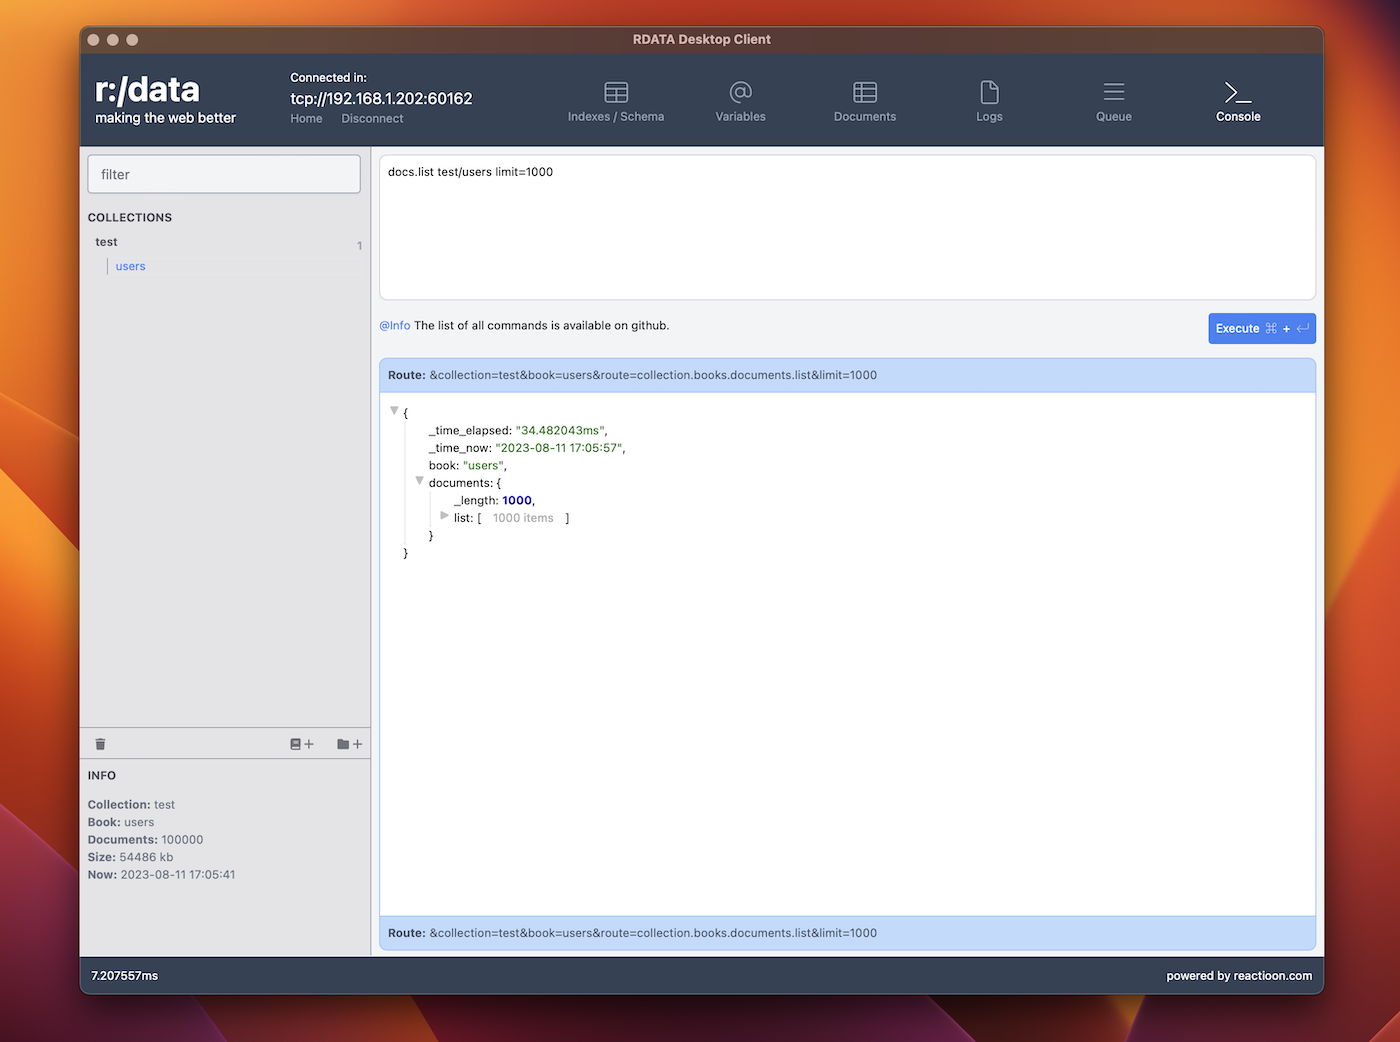 RDATA Desktop Client
r:/data
making the web better
Connected in:
tcp://192.168.1.202:60162
Home Disconnect
Indexes / Schema
Variables
Documents
Logs
Queue
Console
filter
COLLECTIONS
test 1
users
docs.list test/users limit=1000
@Info The list of all commands is available on github.
Execute ⌘ + ↩
Route: &collection=test&book=users&route=collection.books.documents.list&limit=1000
{
_time_elapsed: "34.482043ms",
_time_now: "2023-08-11 17:05:57",
book: "users",
documents: {
_length: 1000,
list: [ 1000 items ]
}
}
Route: &collection=test&book=users&route=collection.books.documents.list&limit=1000
INFO
Collection: test
Book: users
Documents: 100000
Size: 54486 kb
Now: 2023-08-11 17:05:41
7.207557ms
powered by reactioon.com